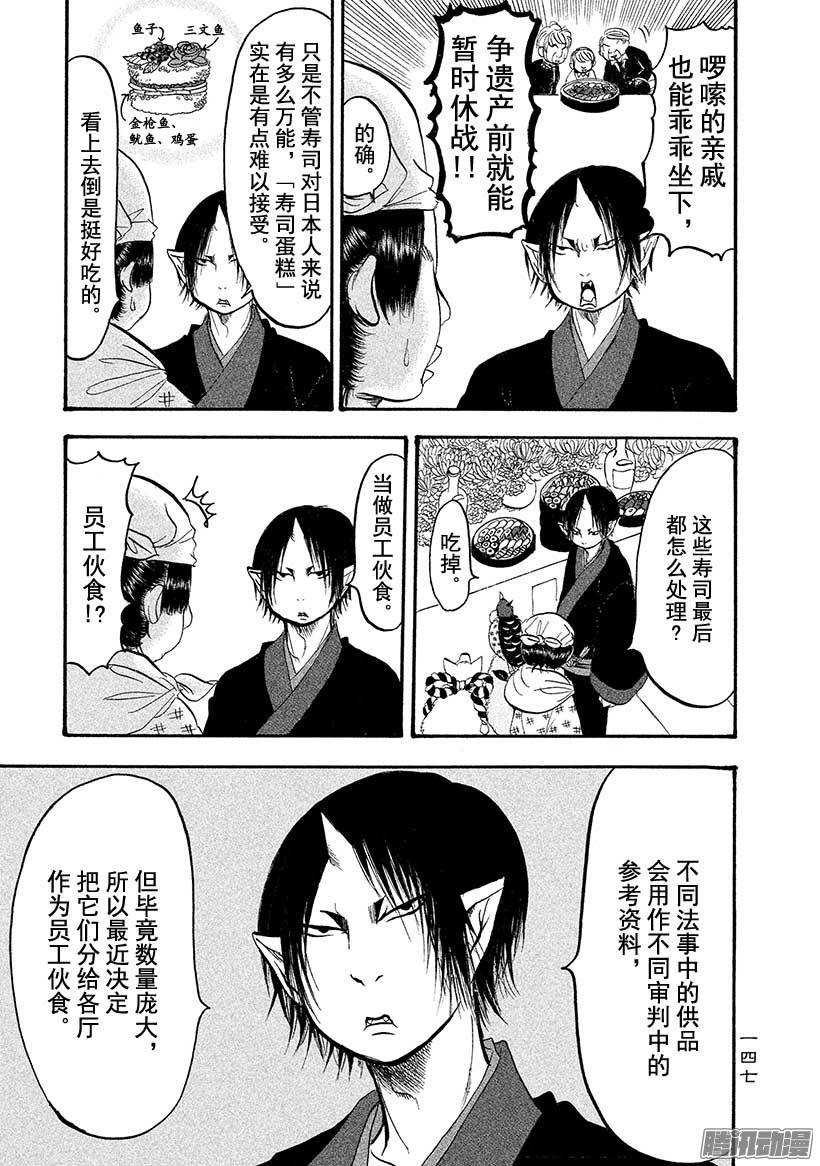 啰嗦的亲戚
也能乖乖坐下，
争遗产前就能
暂时休战!!
的确。
只是不管寿司对日本人来说
有多么万能，「寿司蛋糕」
实在是有点难以接受。
鱼子
三文鱼
金枪鱼、
鱿鱼、鸡蛋
看上去倒是挺好吃的。
这些寿司最后
都怎么处理?
吃掉。
当做员工伙食。
员工伙食!?
不同法事中的供品
会用作不同审判中的
参考资料，
但毕竟数量庞大，
所以最近决定
把它们分给各厅
作为员工伙食。
一四七
腾讯动漫